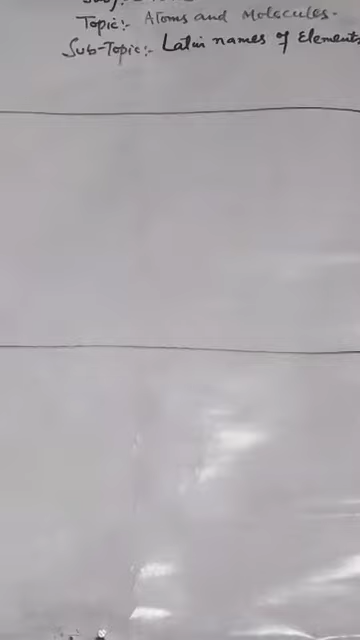 Topic:- Atoms and Molecules.
Sub-Topic:- Latin names of Elements